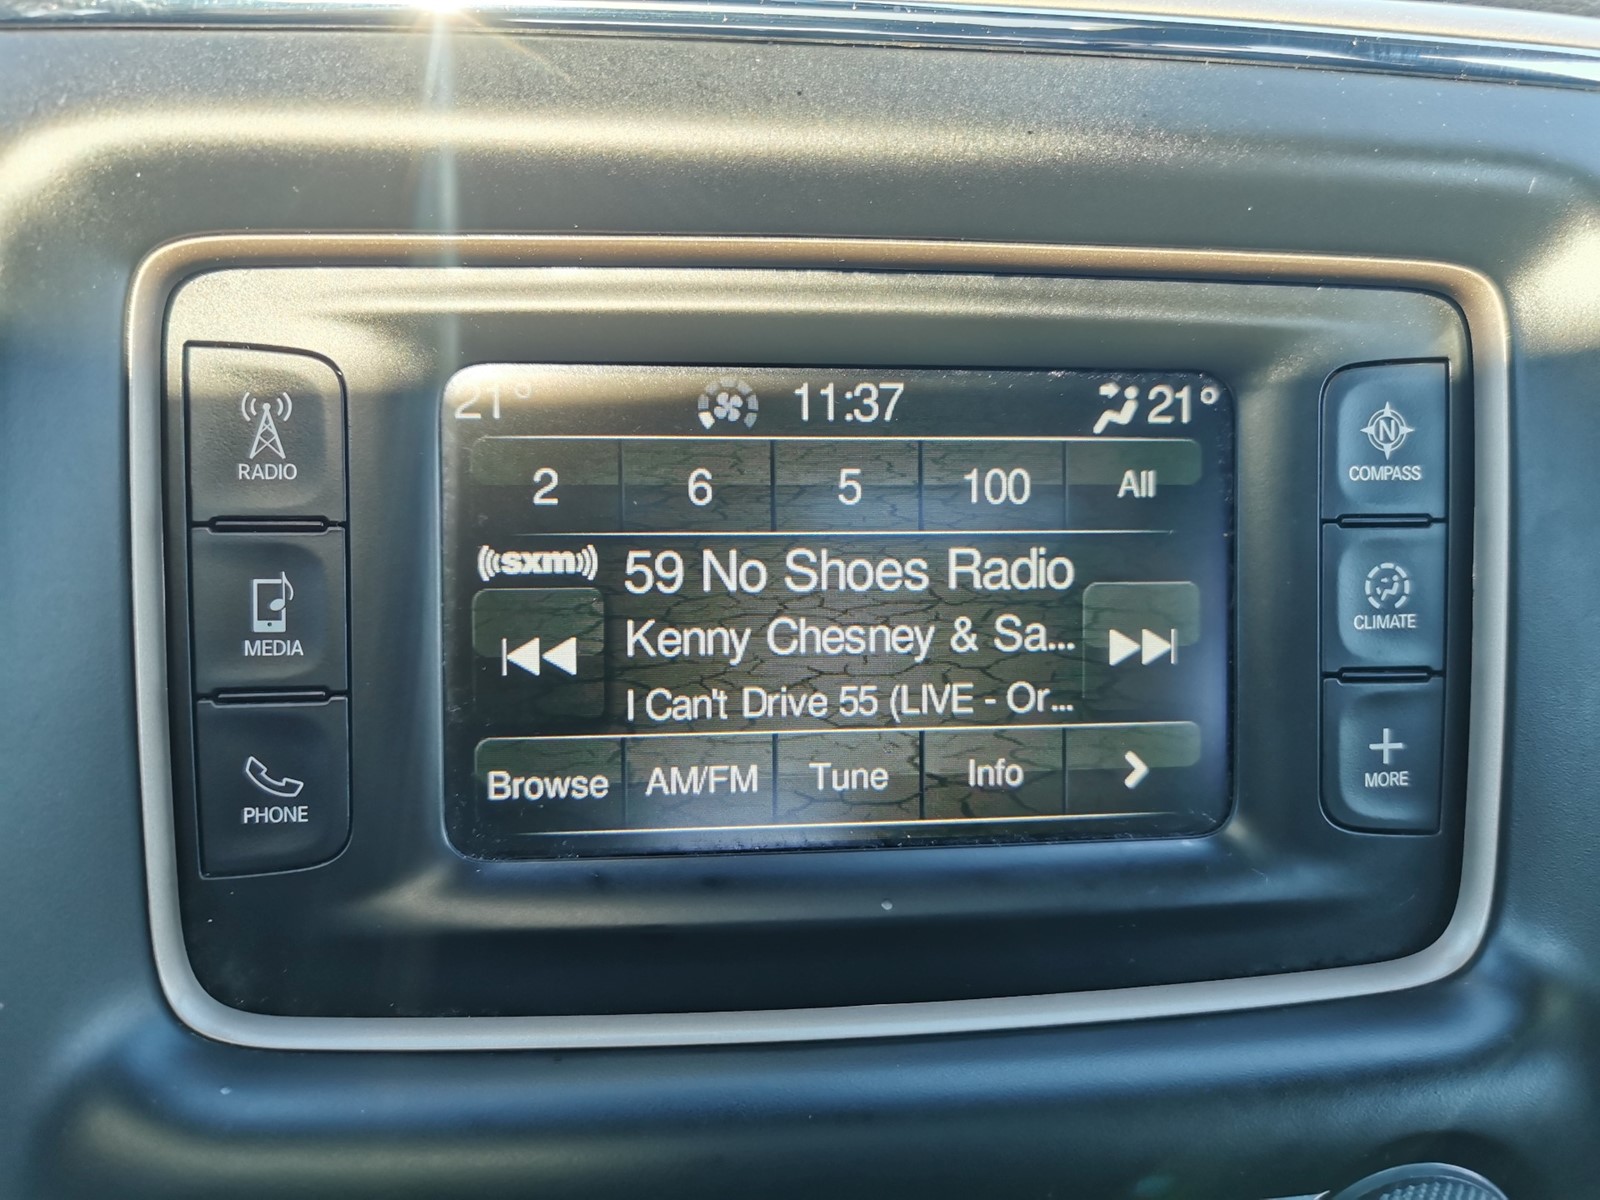 21° 11:37 21°
2 6 5 100 All
((sxm)) 59 No Shoes Radio
Kenny Chesney & Sa...
I Can't Drive 55 (LIVE - Or...
Browse AM/FM Tune Info
RADIO
MEDIA
PHONE
N
COMPASS
CLIMATE
MORE